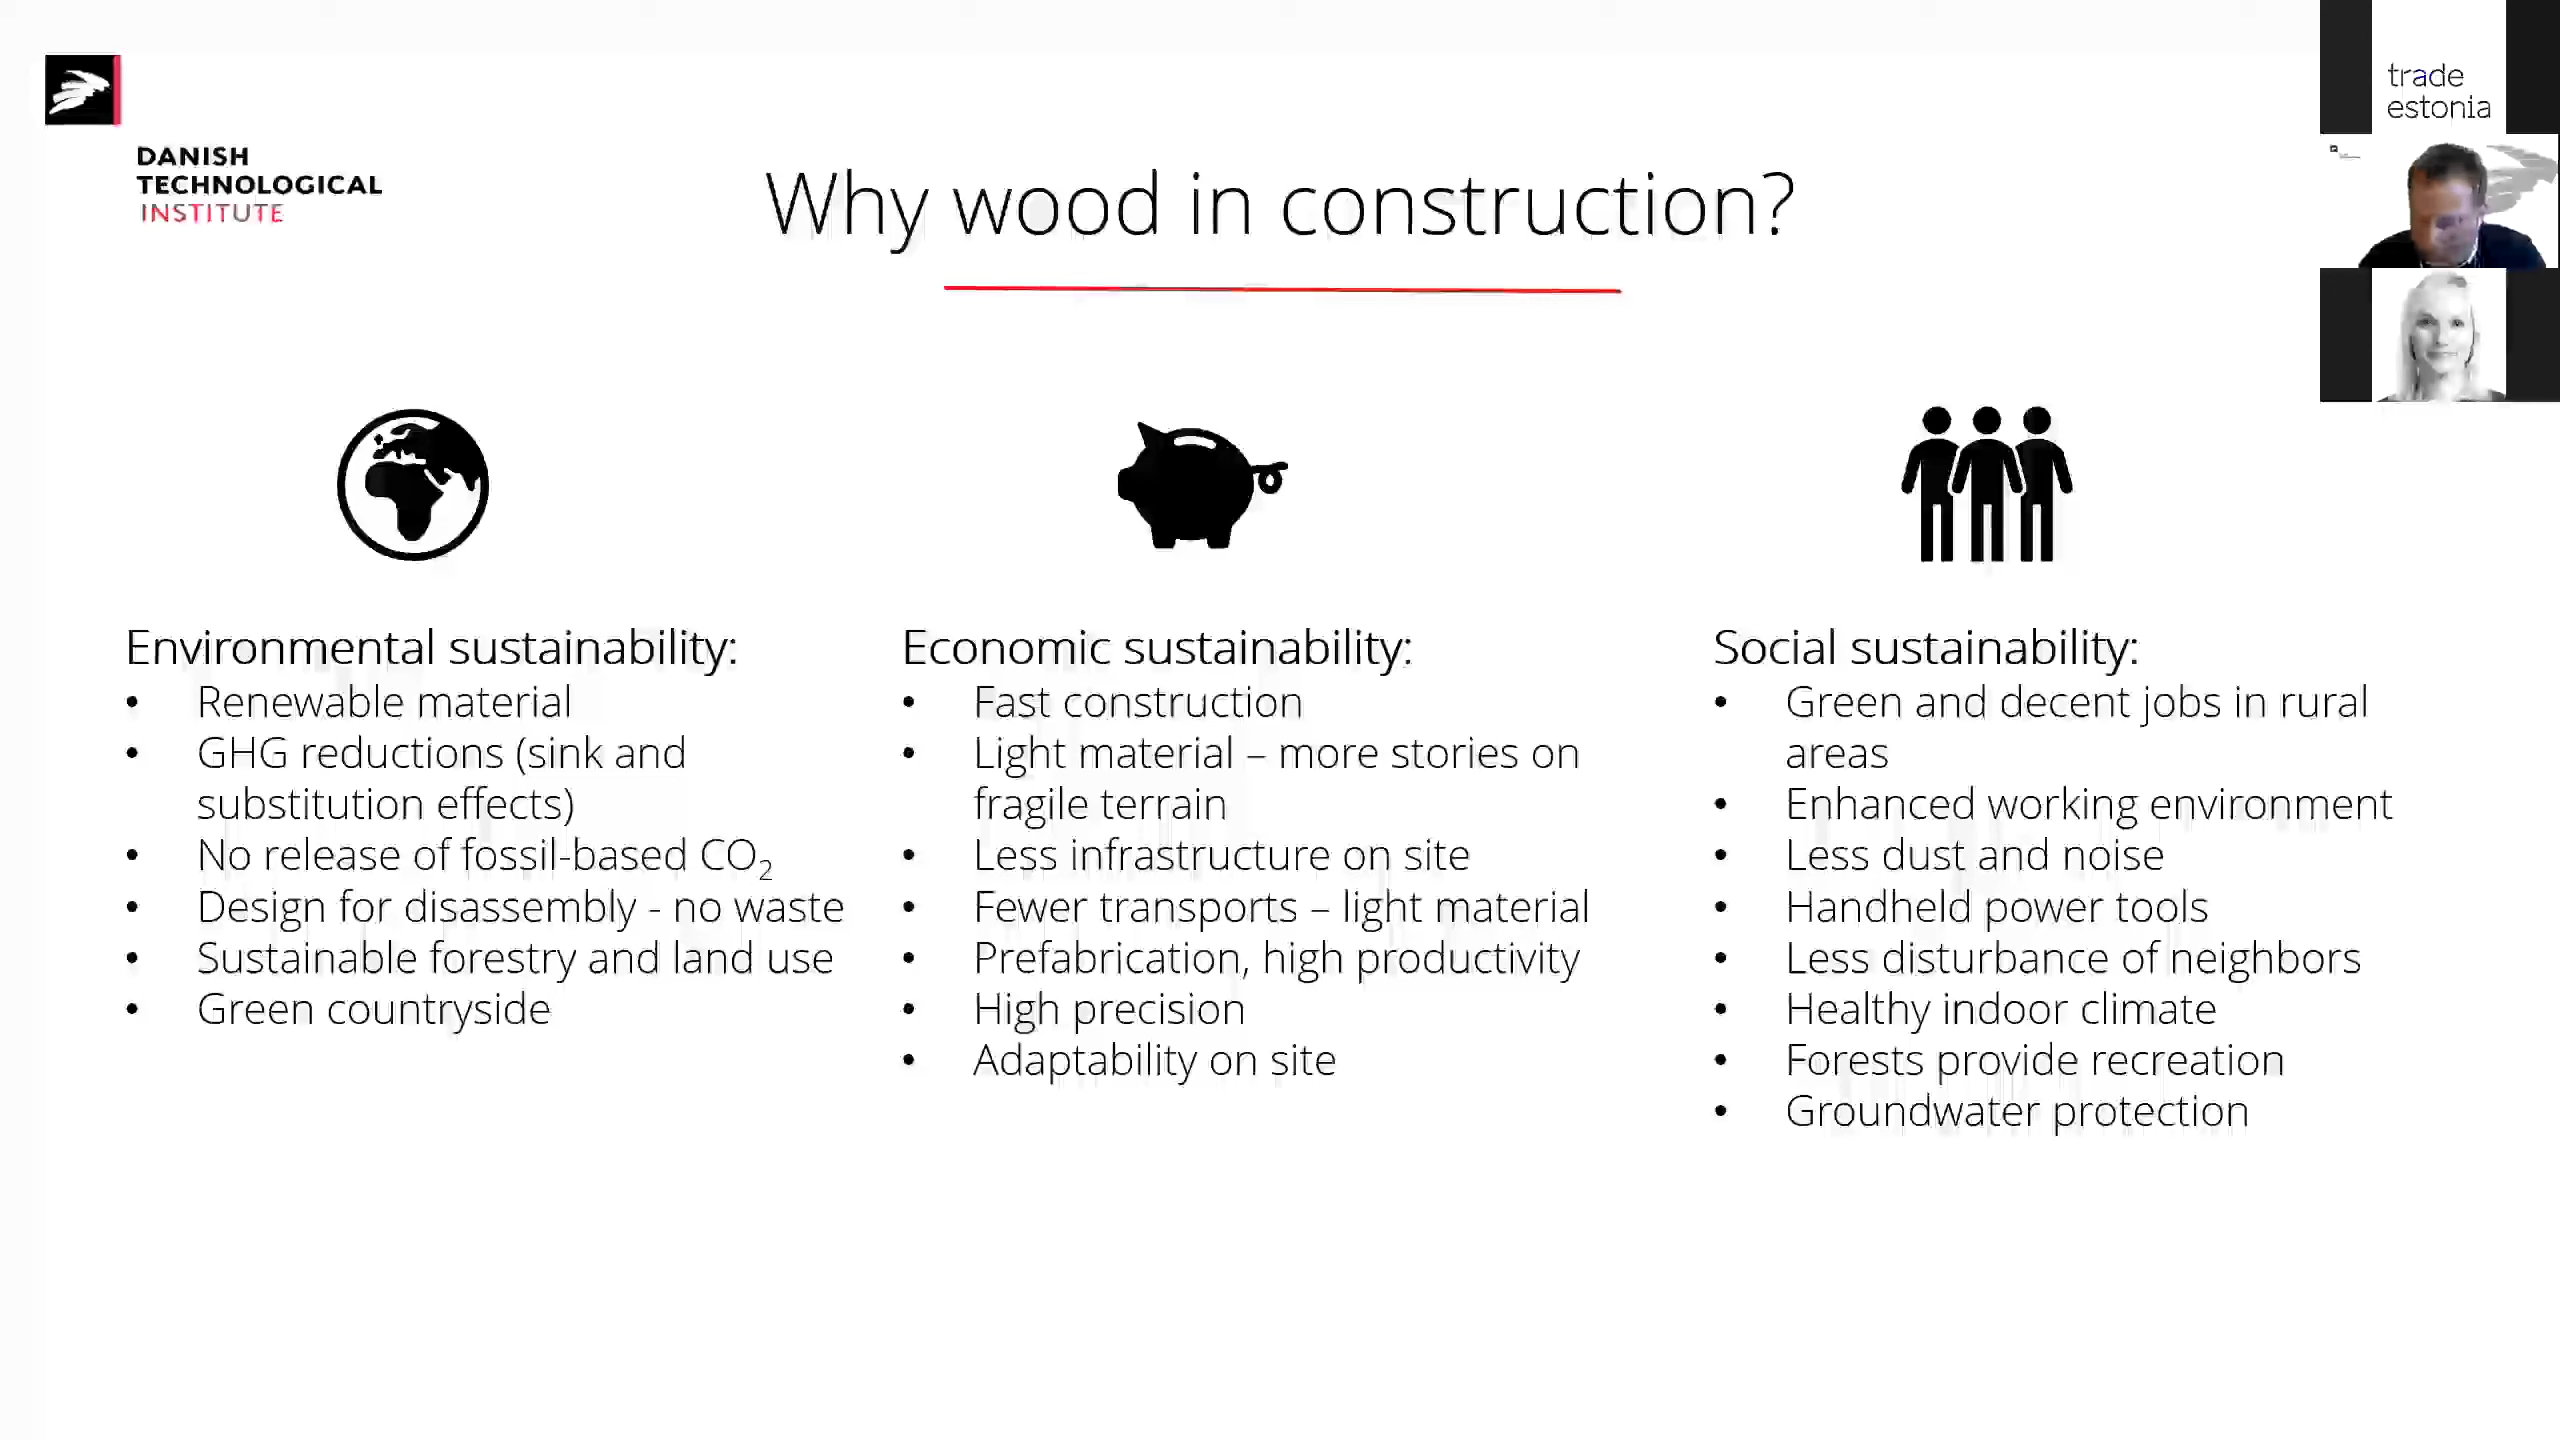 DANISH
TECHNOLOGICAL
INSTITUTE
trade
estonia
Why wood in construction?
Environmental sustainability:
• Renewable material
• GHG reductions (sink and
substitution effects)
• No release of fossil-based CO₂
• Design for disassembly - no waste
• Sustainable forestry and land use
• Green countryside
Economic sustainability:
• Fast construction
• Light material – more stories on
fragile terrain
• Less infrastructure on site
• Fewer transports – light material
• Prefabrication, high productivity
• High precision
• Adaptability on site
Social sustainability:
• Green and decent jobs in rural
areas
• Enhanced working environment
• Less dust and noise
• Handheld power tools
• Less disturbance of neighbors
• Healthy indoor climate
• Forests provide recreation
• Groundwater protection